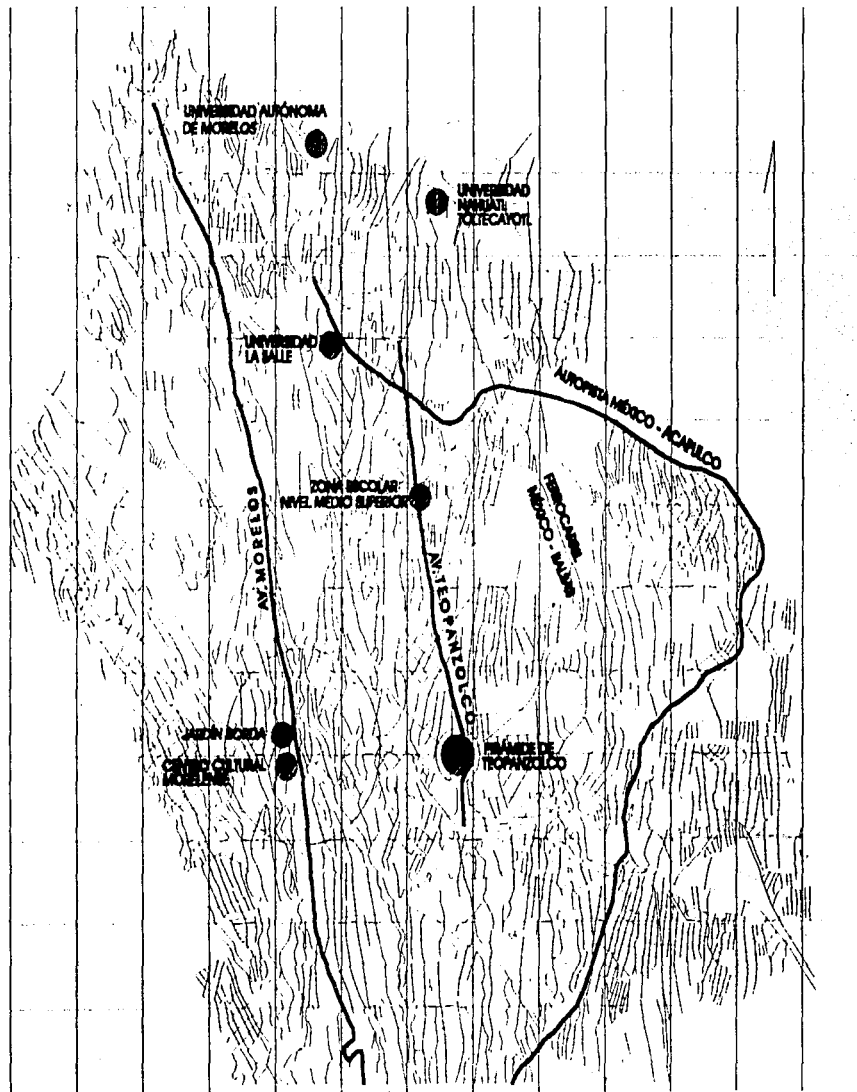 UNIVERSIDAD AUTÓNOMA
DE MORELOS
UNIVERSIDAD
NAHUATL
TOLTECAYOTL
UNIVERSIDAD
LA SALLE
AUTOPISTA MÉXICO - ACAPULCO
ZONA ESCOLAR
NIVEL MEDIO SUPERIOR
FERROCARRIL
MÉXICO - BALSAS
AV. MORELOS
AV. TEOPANZOLCO
JARDÍN BORDA
CENTRO CULTURAL
MORELENSE
PIRÁMIDE DE
TEOPANZOLCO